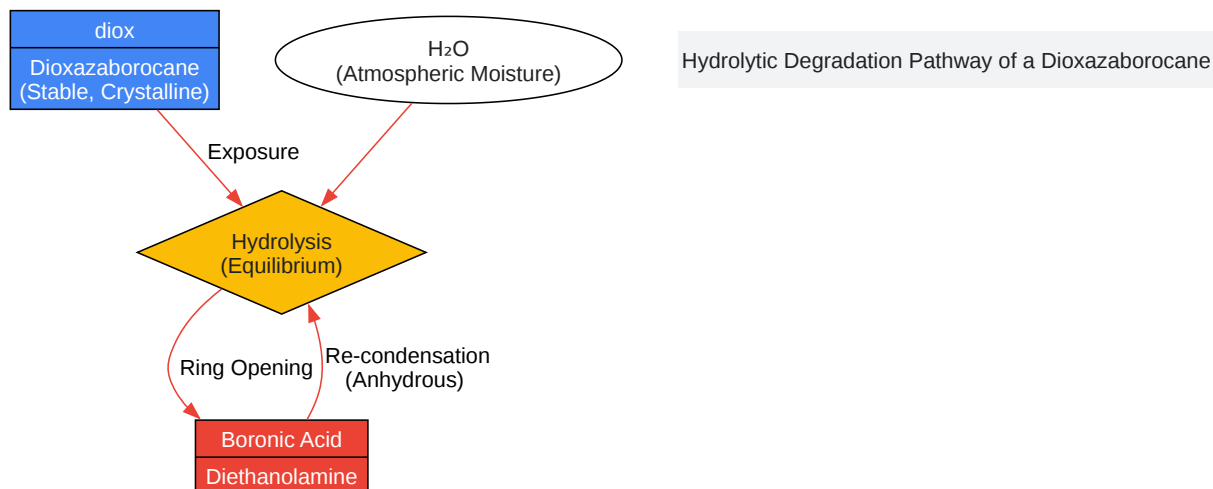 diox
Dioxazaborocane
(Stable, Crystalline)
H₂O
(Atmospheric Moisture)
Hydrolytic Degradation Pathway of a Dioxazaborocane
Exposure
Hydrolysis
(Equilibrium)
Ring Opening
Re-condensation
(Anhydrous)
Boronic Acid
Diethanolamine